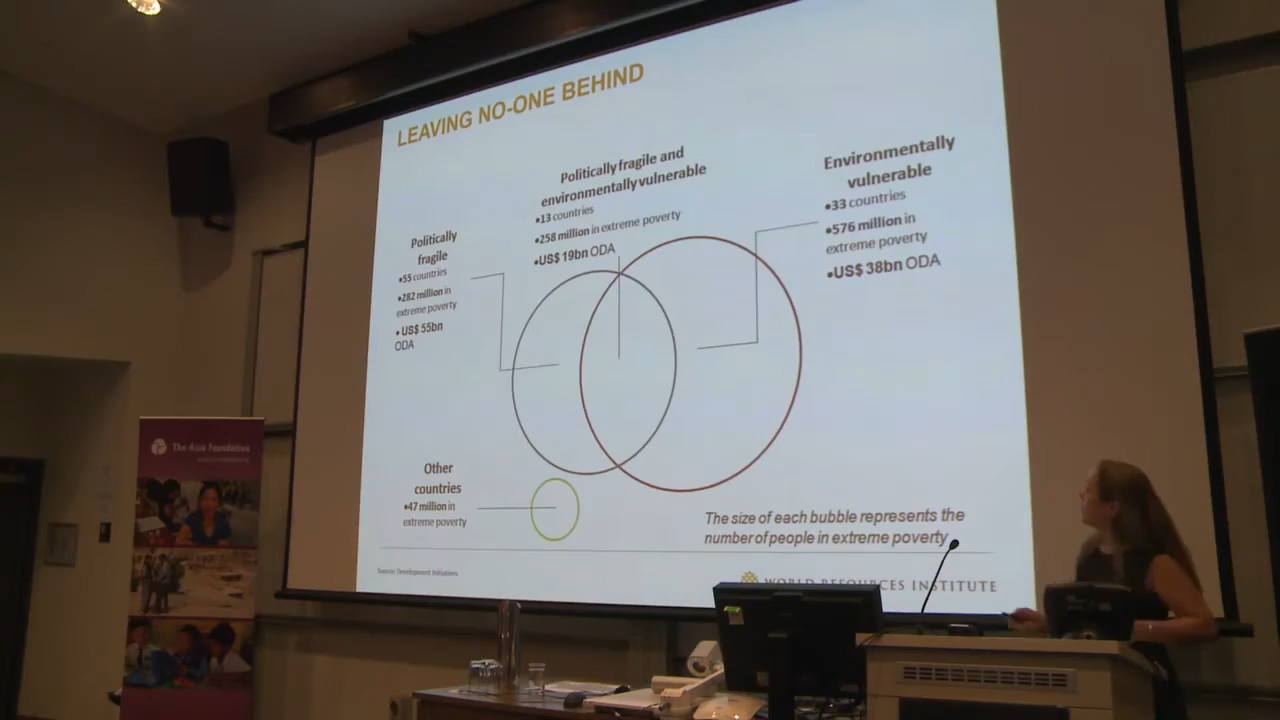 LEAVING NO-ONE BEHIND
Politically fragile and
environmentally vulnerable
•13 countries
•258 million in extreme poverty
•US$ 19bn ODA
Environmentally
vulnerable
•33 countries
•576 million in
extreme poverty
•US$ 38bn ODA
Politically
fragile
•55 countries
•282 million in
extreme poverty
• US$ 55bn
ODA
Other
countries
•47 million in
extreme poverty
The size of each bubble represents the
number of people in extreme poverty
Source: Development Initiatives
WORLD RESOURCES INSTITUTE
The Asia Foundation